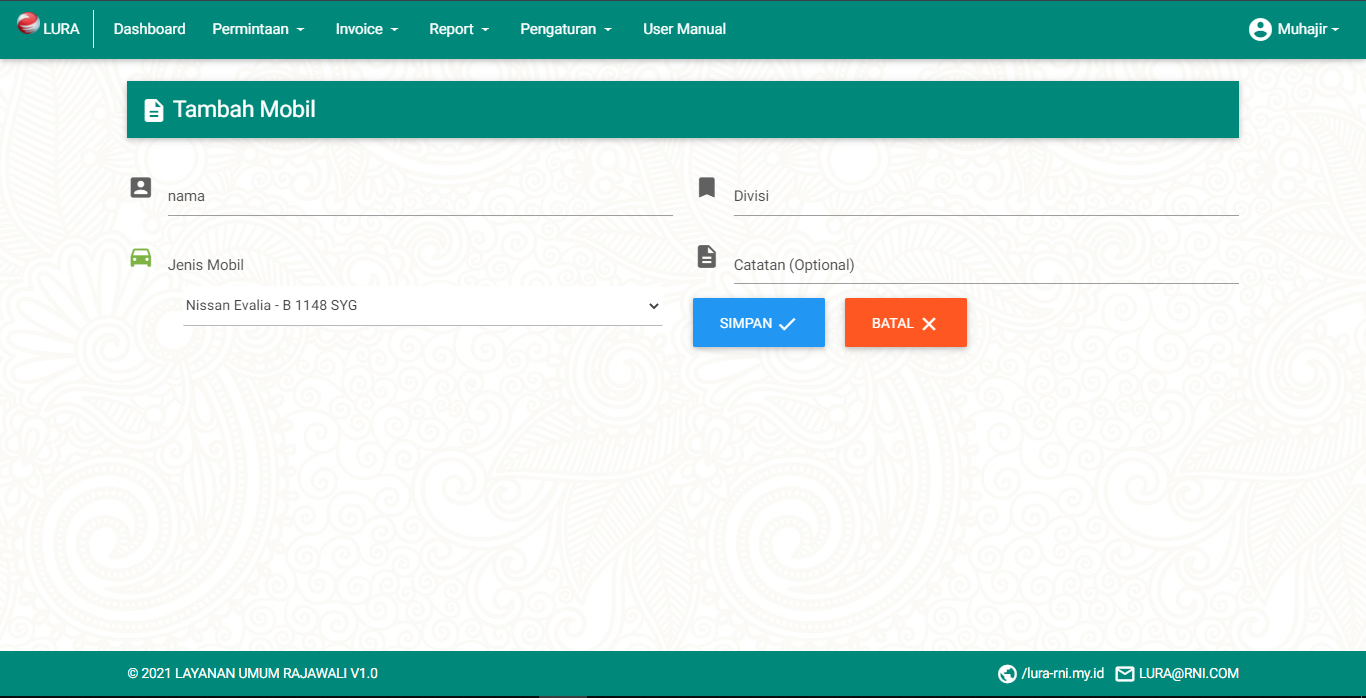 LURA Dashboard Permintaan Invoice Report Pengaturan User Manual Muhajir
Tambah Mobil
nama Divisi
Jenis Mobil Catatan (Optional)
Nissan Evalia - B 1148 SYG SIMPAN BATAL
© 2021 LAYANAN UMUM RAJAWALI V1.0 /lura-rni.my.id LURA@RNI.COM